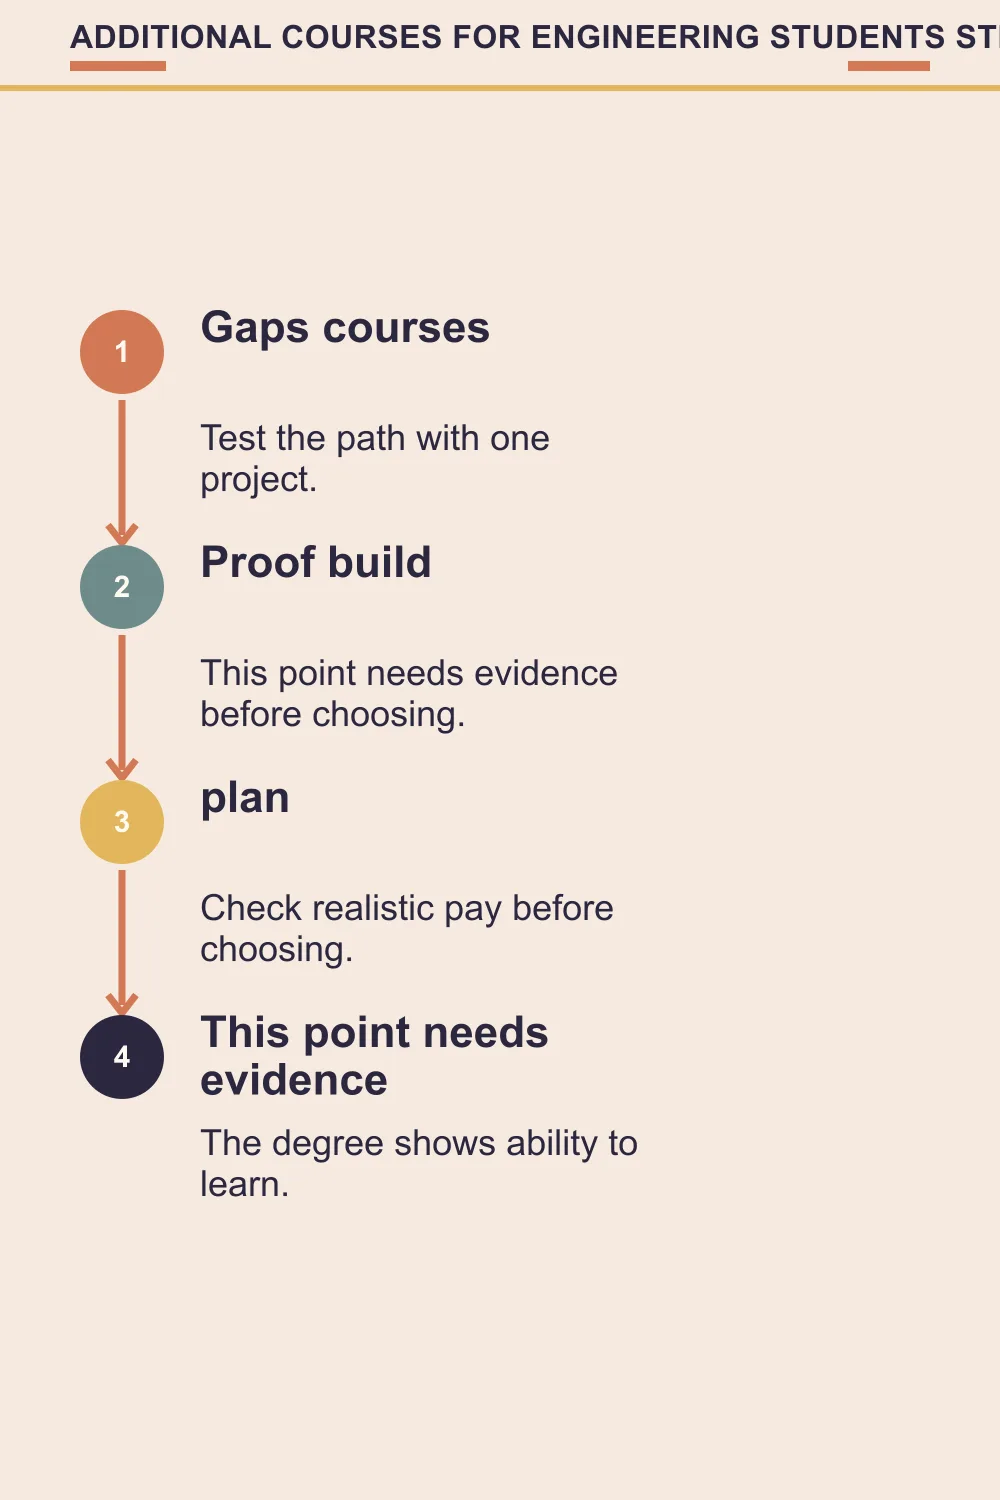 ADDITIONAL COURSES FOR ENGINEERING STUDENTS
1
Gaps courses
Test the path with one
project.
2
Proof build
This point needs evidence
before choosing.
3
plan
Check realistic pay before
choosing.
4
This point needs
evidence
The degree shows ability to
learn.